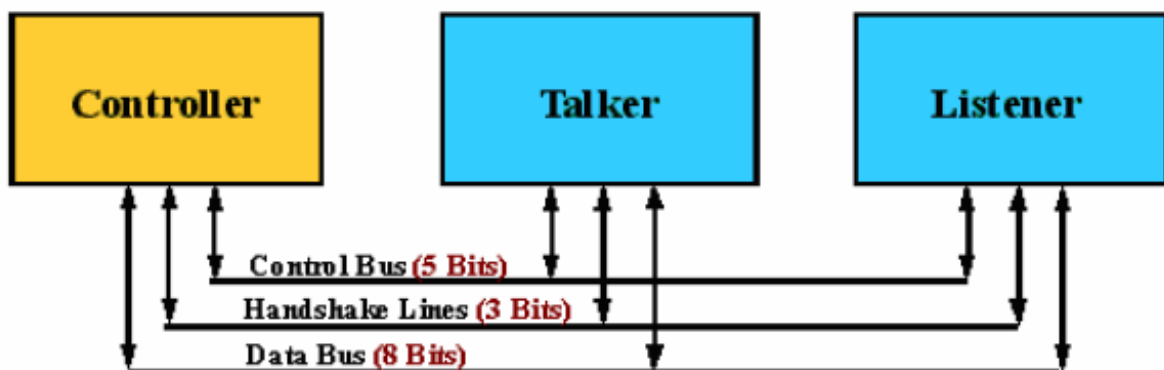 Controller
Talker
Listener
Control Bus (5 Bits)
Handshake Lines (3 Bits)
Data Bus (8 Bits)